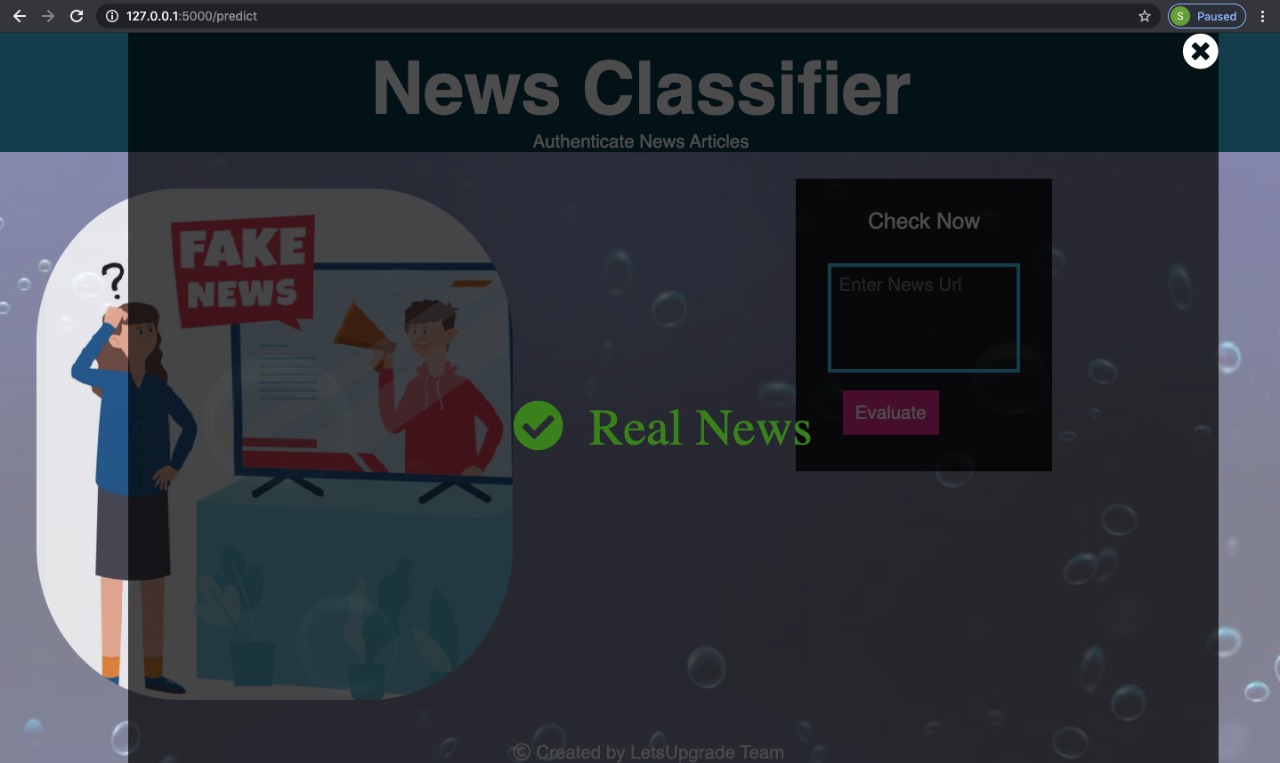 127.0.0.1:5000/predict
S Paused
News Classifier
Authenticate News Articles
FAKE
NEWS
?
Check Now
Enter News Url
Evaluate
Real News
© Created by LetsUpgrade Team